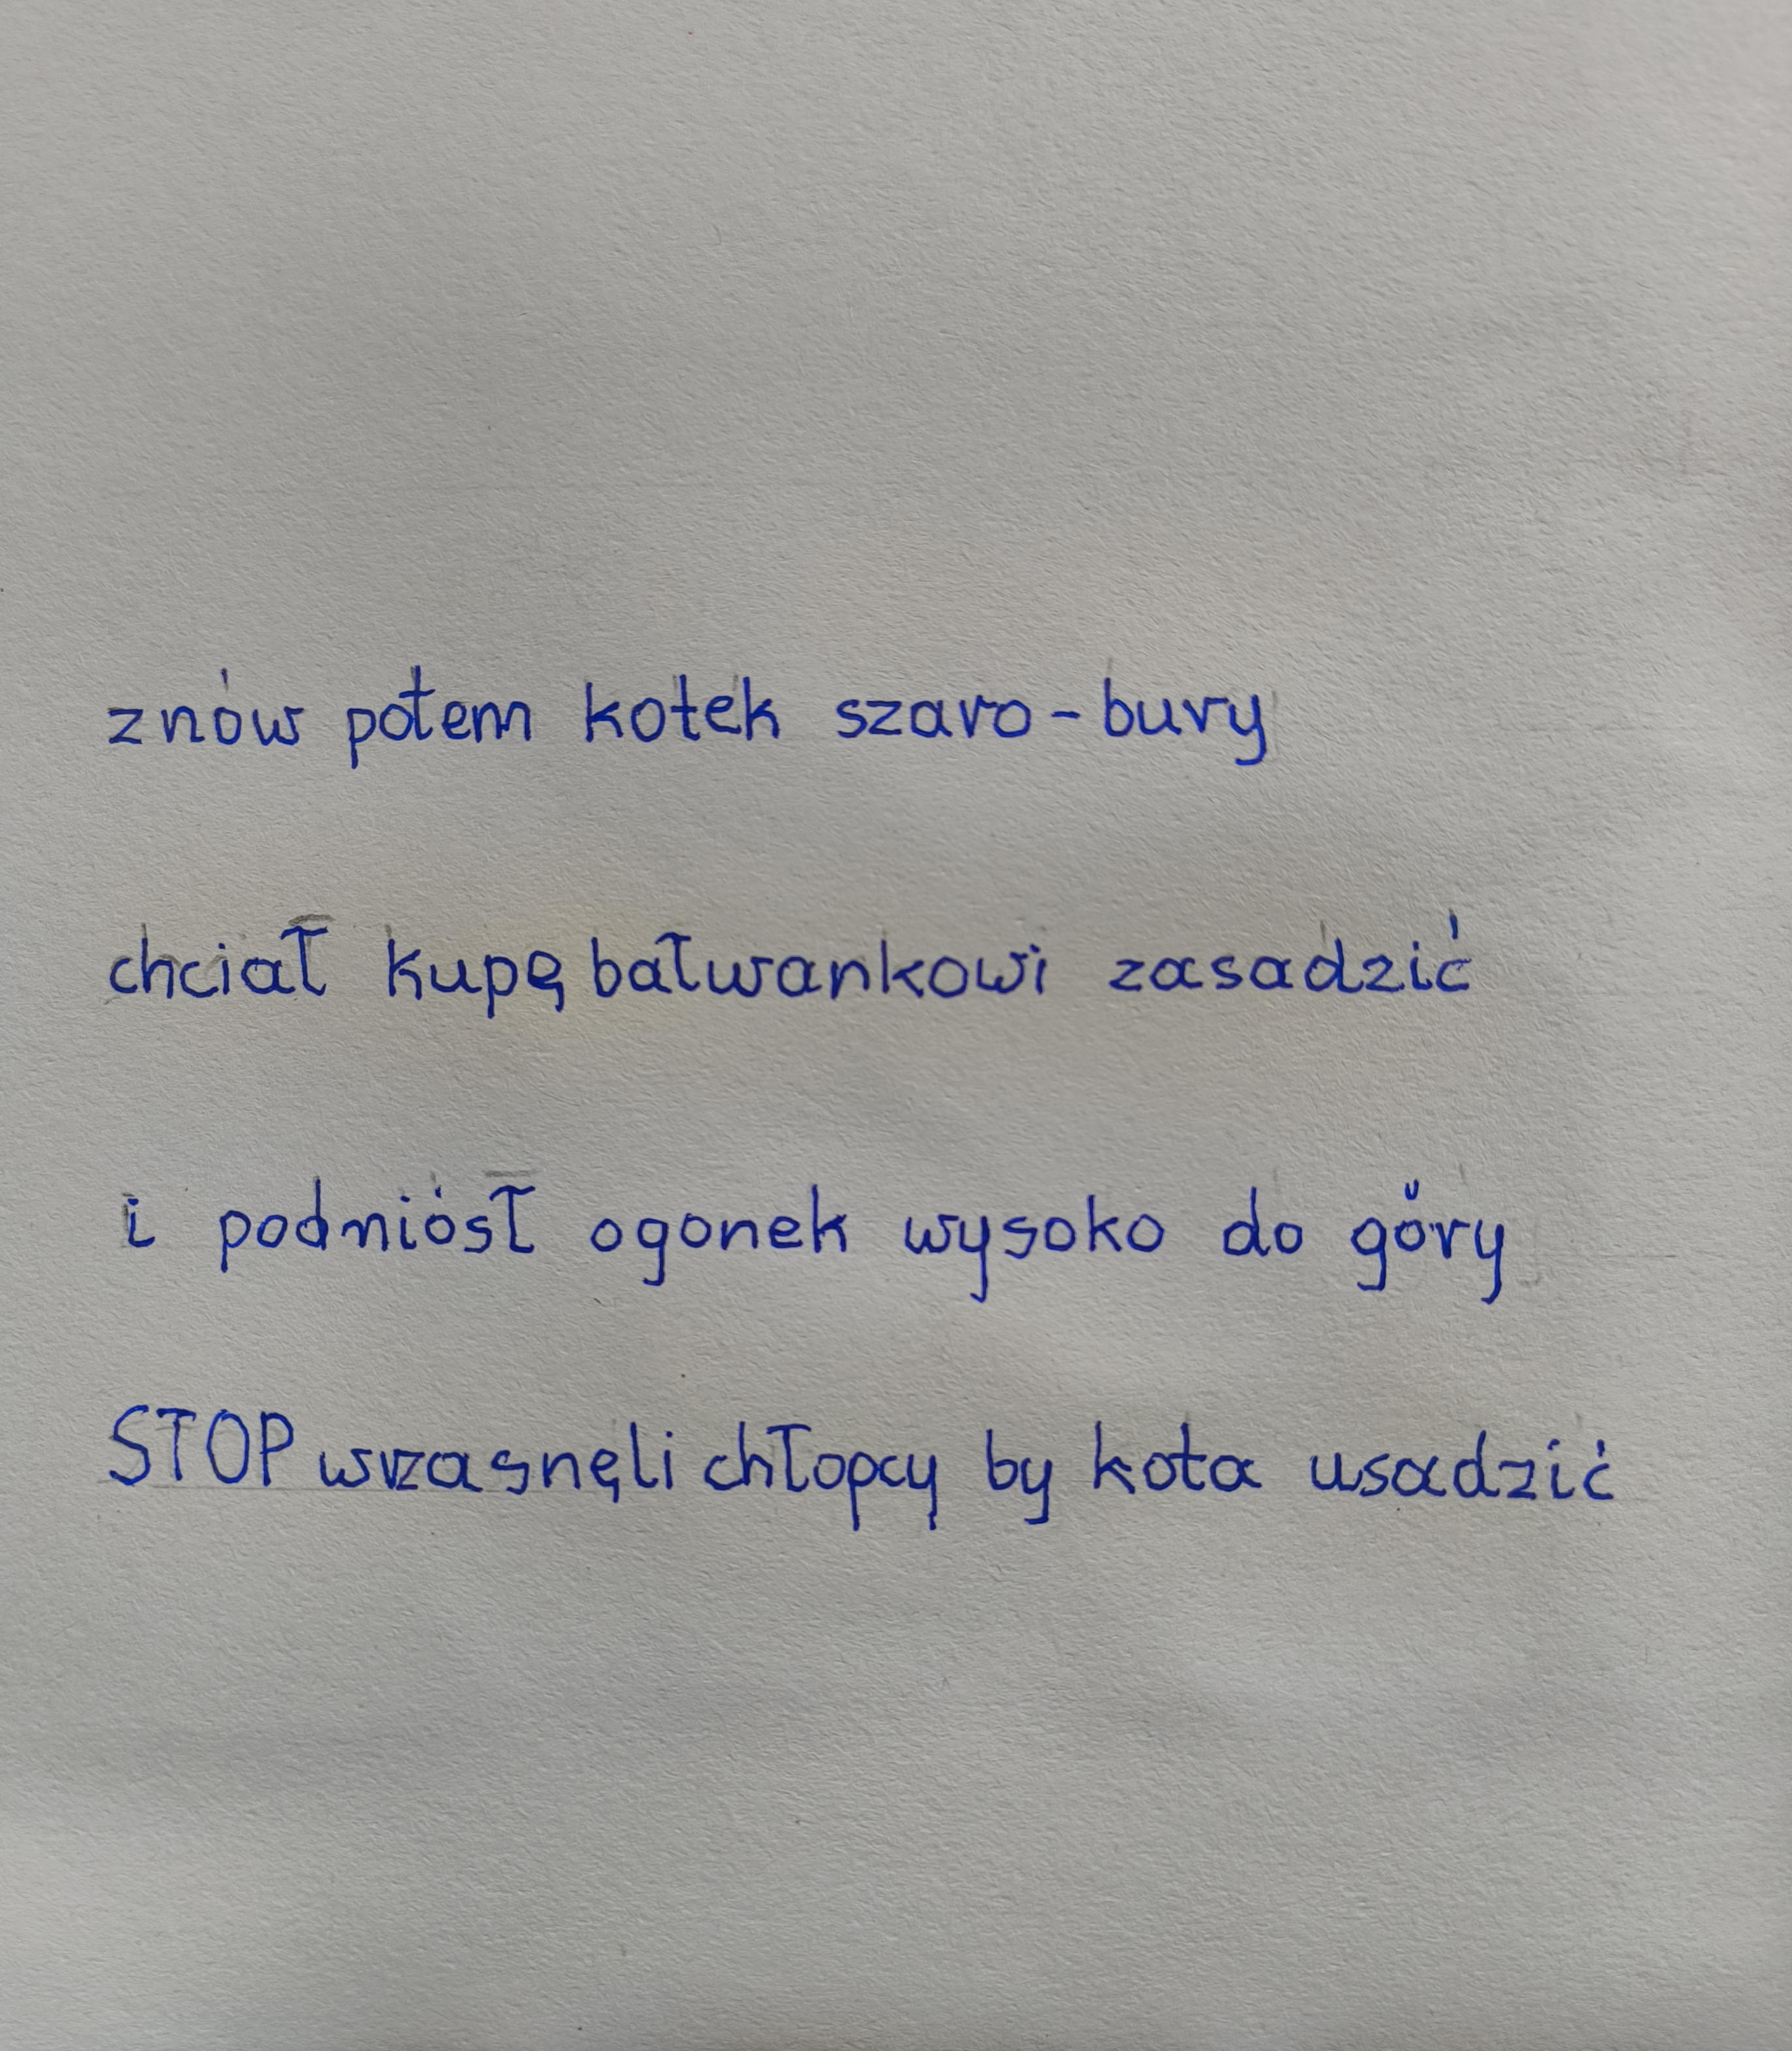 znów potem kotek szaro-bury
chciał kupę bałwankowi zasadzić
i podniósł ogonek wysoko do góry
STOP wrzasnęli chłopcy by kota usadzić